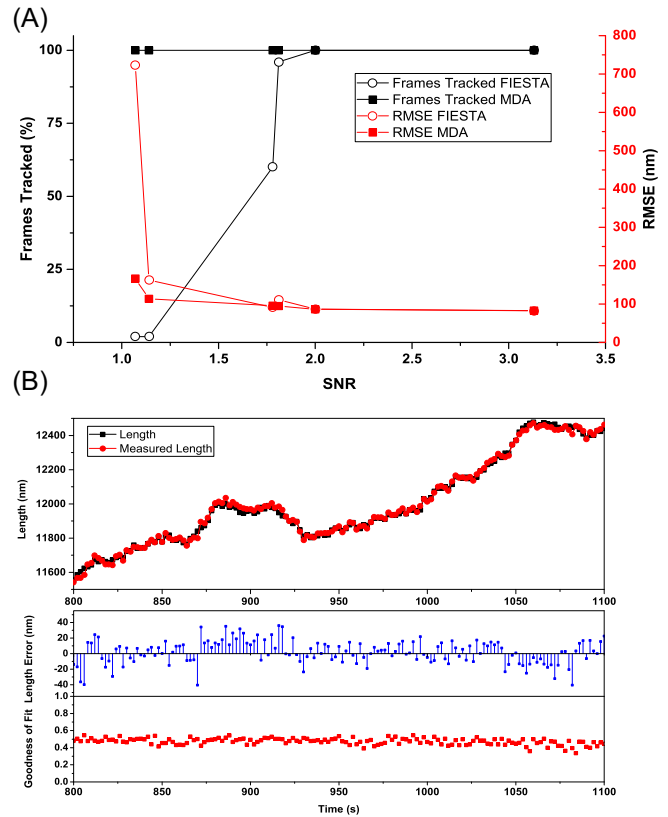 (A)
100
75
50
25
0
Frames Tracked (%)
800
700
600
500
400
300
200
100
0
RMSE (nm)
Frames Tracked FIESTA
Frames Tracked MDA
RMSE FIESTA
RMSE MDA
1.0 1.5 2.0 2.5 3.0 3.5
SNR
(B)
12400
12200
12000
11800
11600
Length (nm)
Length
Measured Length
800 850 900 950 1000 1050 1100
40
20
0
-20
-40
Length Error (nm)
1.0
0.8
0.6
0.4
0.2
0.0
Goodness of Fit
800 850 900 950 1000 1050 1100
Time (s)